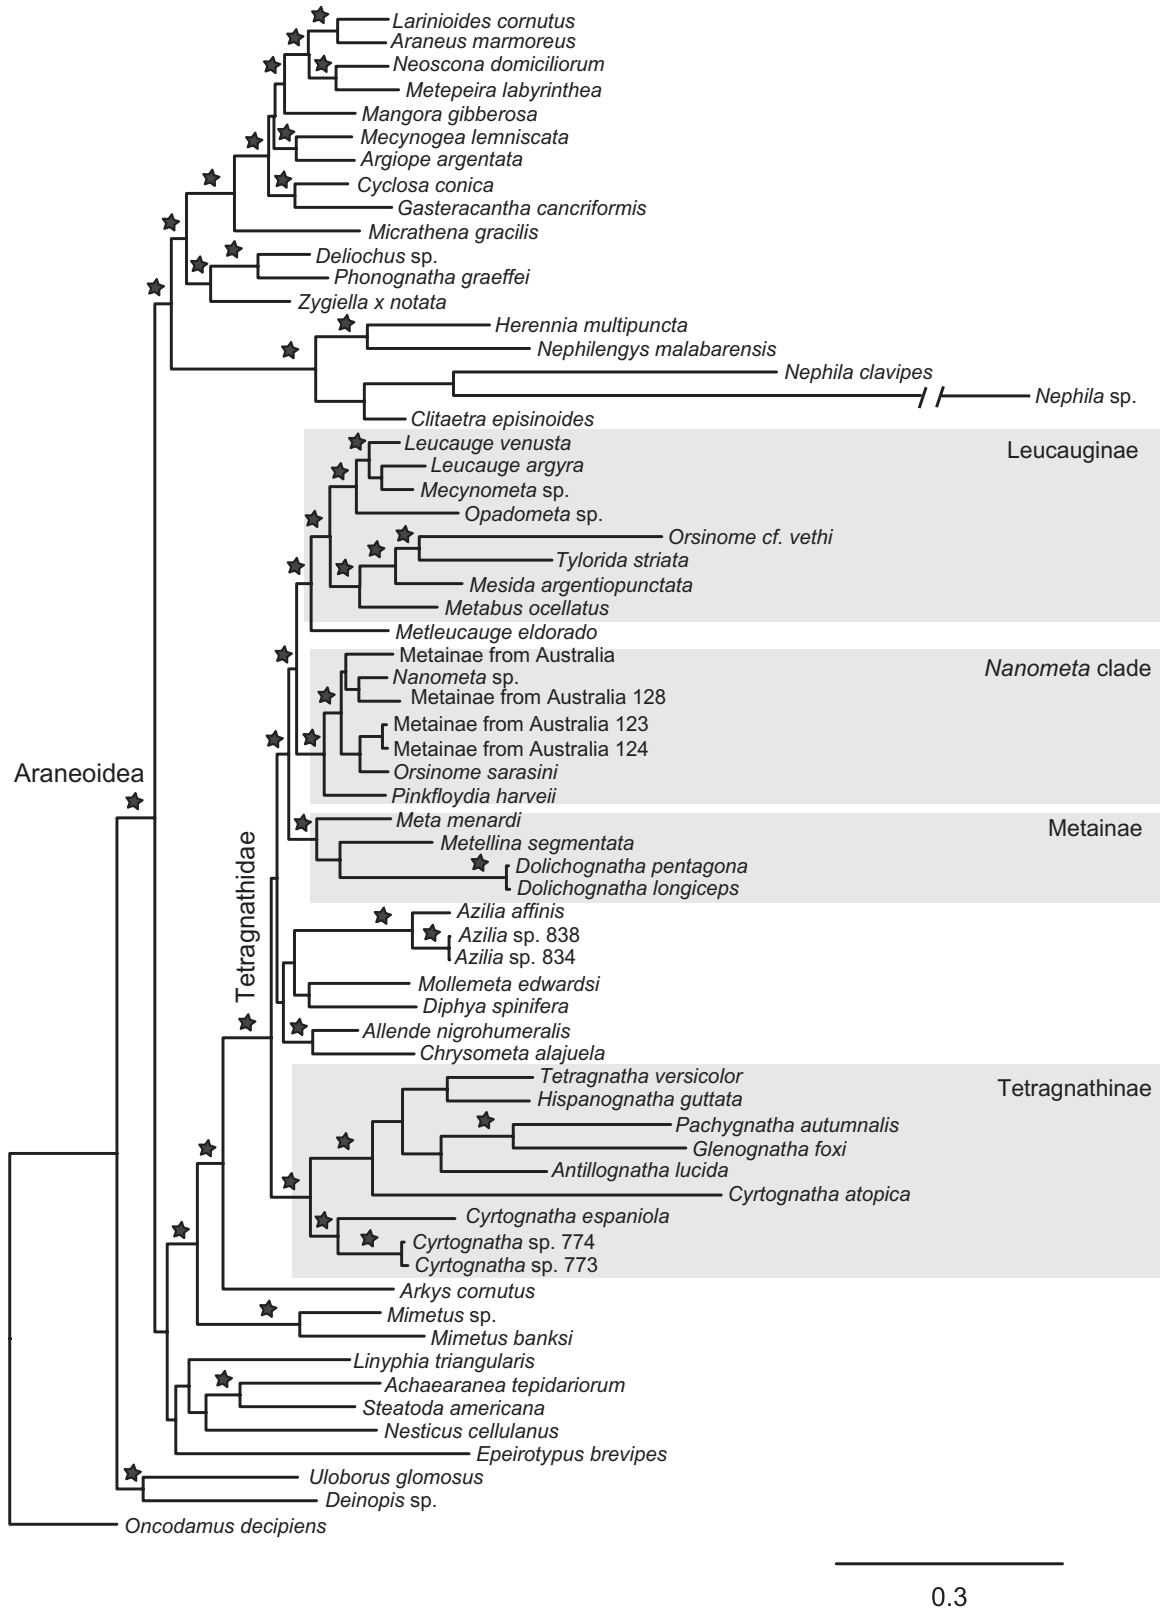 Larinioides cornutus
Araneus marmoreus
Neoscona domiciliorum
Metepeira labyrinthea
Mangora gibberosa
Mecynogea lemniscata
Argiope argentata
Cyclosa conica
Gasteracantha cancriformis
Micrathena gracilis
Deliochus sp.
Phonognatha graeffei
Zygiella x notata
Herennia multipuncta
Nephilengys malabarensis
Nephila clavipes
Nephila sp.
Clitaetra episinoides
Leucauge venusta
Leucauginae
Leucauge argyra
Mecynometa sp.
Opadometa sp.
Orsinome cf. vethi
Tylorida striata
Mesida argentiopunctata
Metabus ocellatus
Metleucauge eldorado
Metainae from Australia
Nanometa clade
Nanometa sp.
Metainae from Australia 128
Metainae from Australia 123
Metainae from Australia 124
Orsinome sarasini
Araneoidea
Pinkfloydia harveii
Meta menardi
Metainae
Metellina segmentata
Dolichognatha pentagona
Dolichognatha longiceps
Tetragnathidae
Azilia affinis
Azilia sp. 838
Azilia sp. 834
Mollemeta edwardsi
Diphya spinifera
Allende nigrohumeralis
Chrysometa alajuela
Tetragnatha versicolor
Tetragnathinae
Hispanognatha guttata
Pachygnatha autumnalis
Glenognatha foxi
Antillognatha lucida
Cyrtognatha atopica
Cyrtognatha espaniola
Cyrtognatha sp. 774
Cyrtognatha sp. 773
Arkys cornutus
Mimetus sp.
Mimetus banksi
Linyphia triangularis
Achaearanea tepidariorum
Steatoda americana
Nesticus cellulanus
Epeirotypus brevipes
Uloborus glomosus
Deinopis sp.
Oncodamus decipiens
0.3